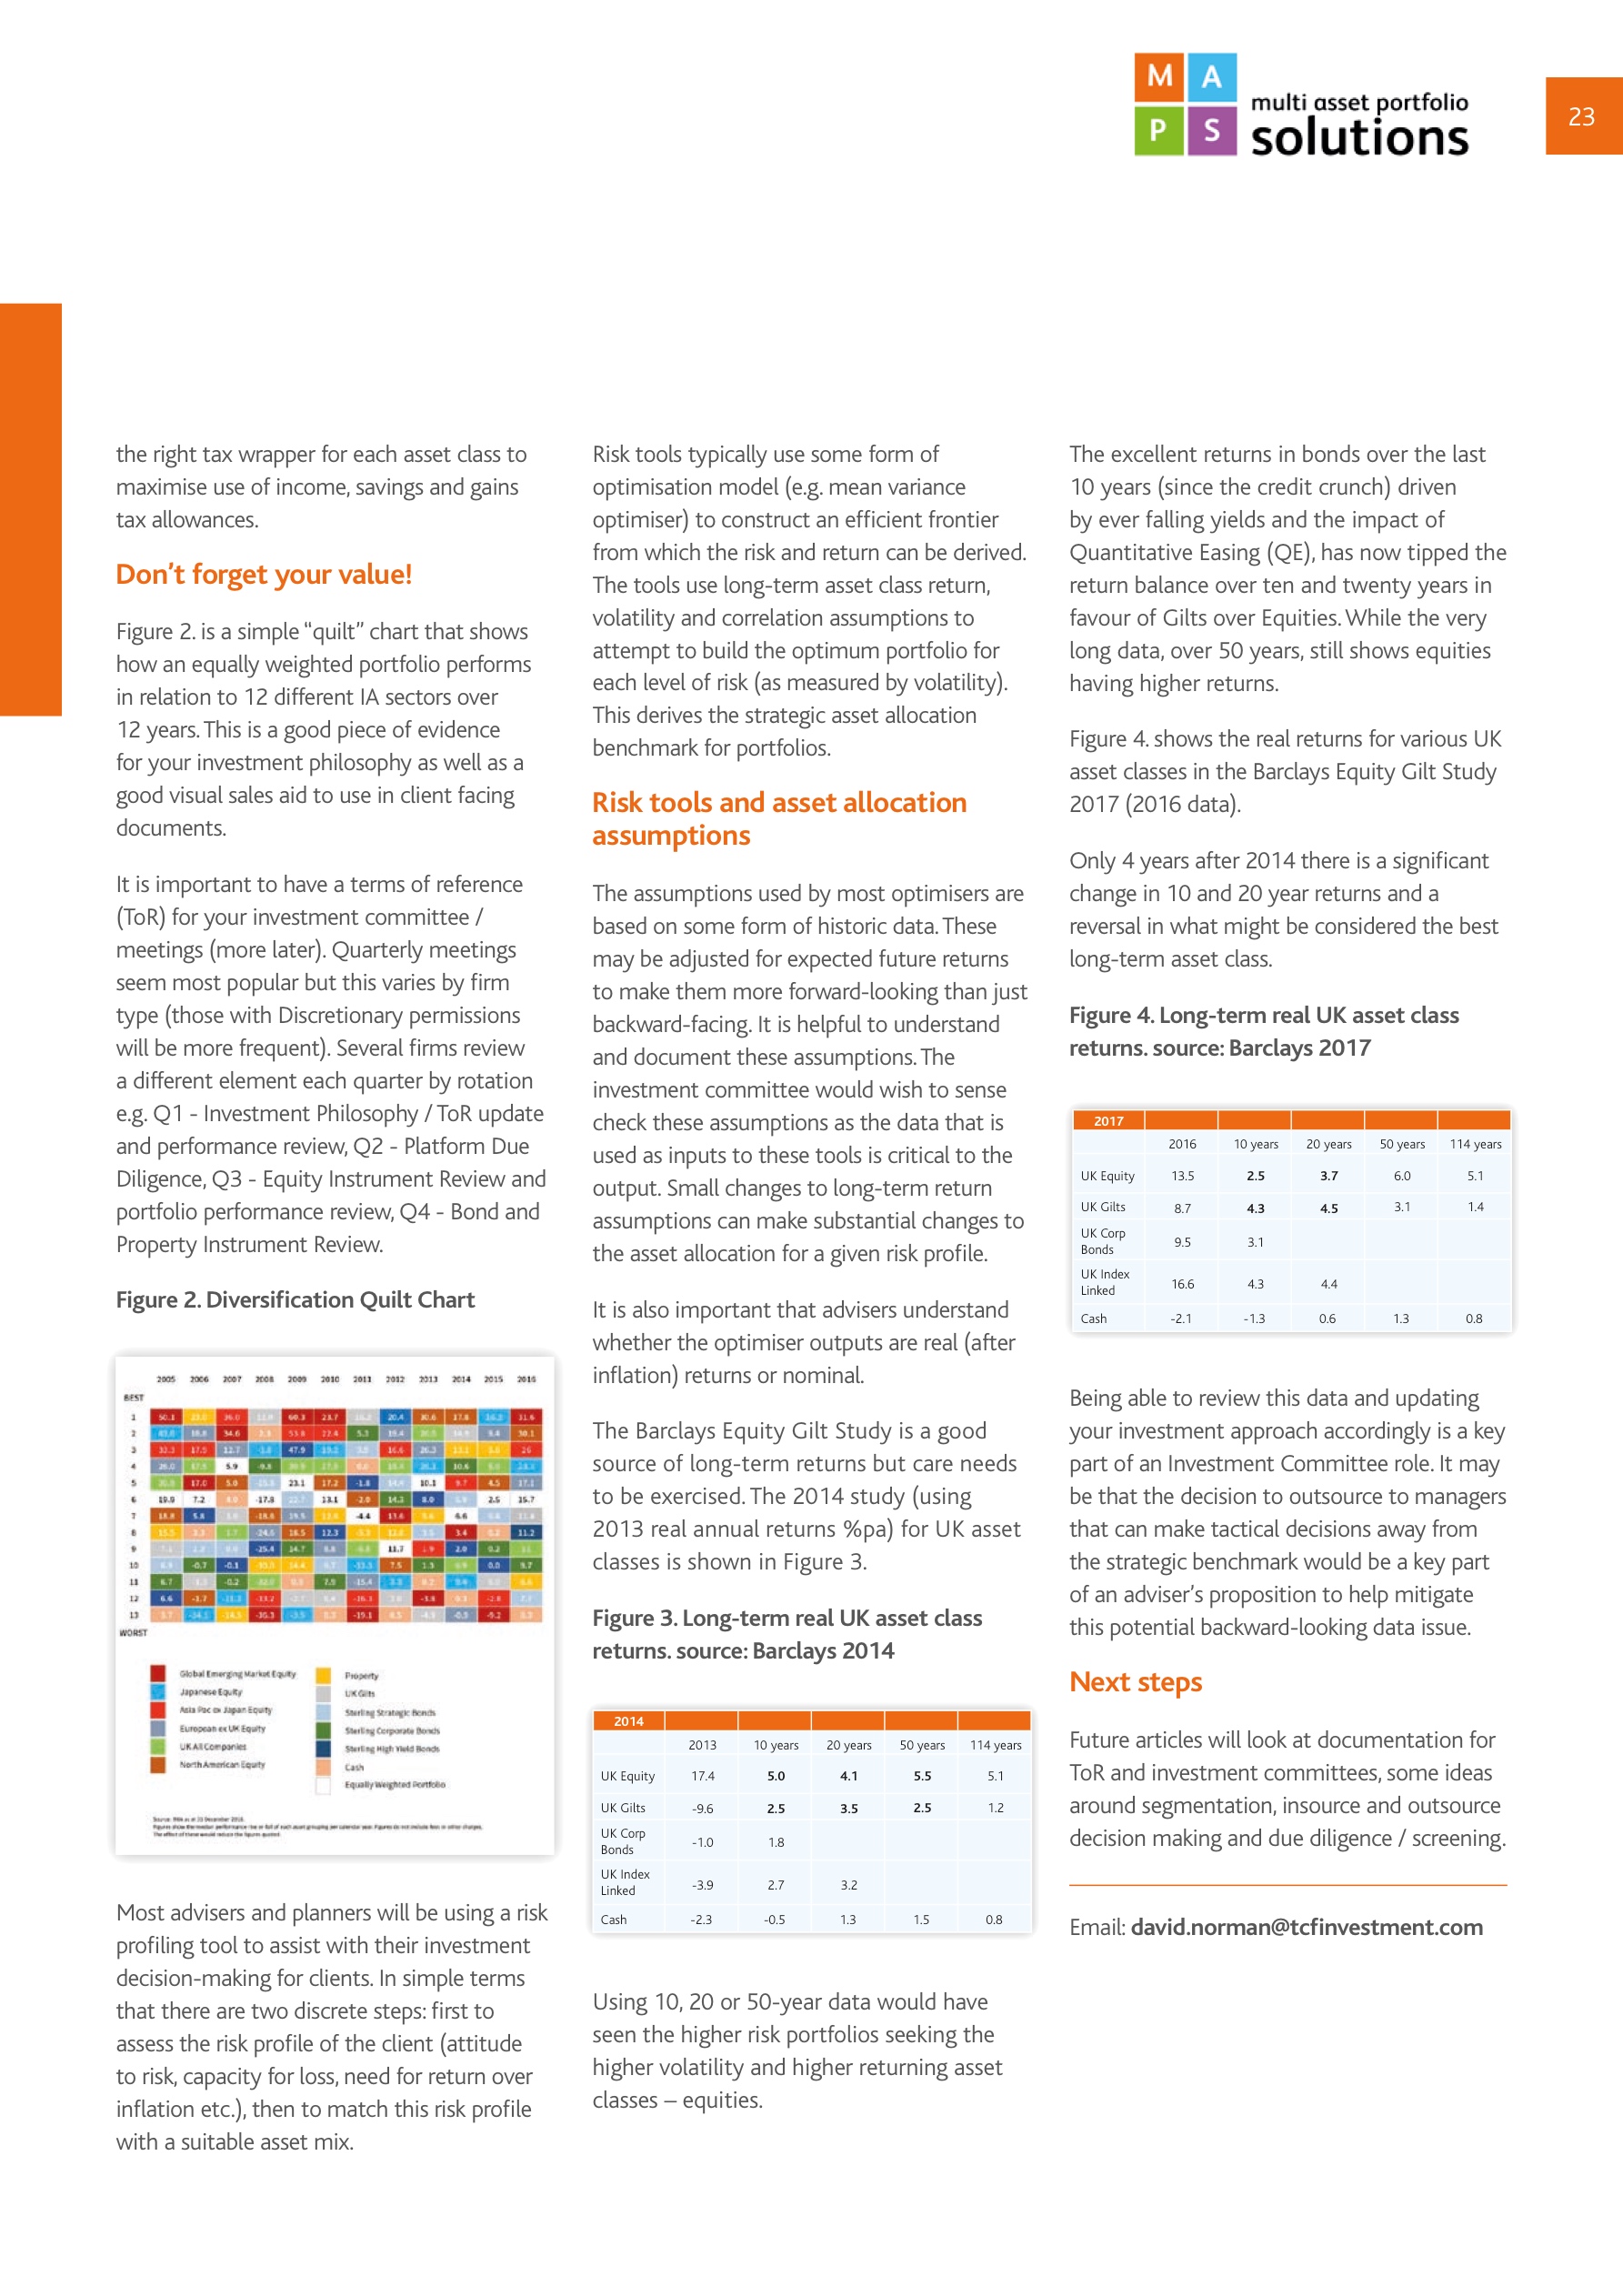 M A
P S
multi asset portfolio
solutions
23
the right tax wrapper for each asset class to
maximise use of income, savings and gains
tax allowances.
Don't forget your value!
Figure 2. is a simple “quilt” chart that shows
how an equally weighted portfolio performs
in relation to 12 different IA sectors over
12 years. This is a good piece of evidence
for your investment philosophy as well as a
good visual sales aid to use in client facing
documents.
It is important to have a terms of reference
(ToR) for your investment committee /
meetings (more later). Quarterly meetings
seem most popular but this varies by firm
type (those with Discretionary permissions
will be more frequent). Several firms review
a different element each quarter by rotation
e.g. Q1 - Investment Philosophy / ToR update
and performance review, Q2 - Platform Due
Diligence, Q3 - Equity Instrument Review and
portfolio performance review, Q4 - Bond and
Property Instrument Review.
Figure 2. Diversification Quilt Chart
2005 2006 2007 2008 2009 2010 2011 2012 2013 2014 2015 2016
BEST
1
2
3
4
5
6
7
8
9
10
11
12
13
WORST
Global Emerging Market Equity
Japanese Equity
Asia Pac ex Japan Equity
European ex UK Equity
UK All Companies
North American Equity
Property
UK Gilts
Sterling Strategic Bonds
Sterling Corporate Bonds
Sterling High Yield Bonds
Cash
Equally Weighted Portfolio
Most advisers and planners will be using a risk
profiling tool to assist with their investment
decision-making for clients. In simple terms
that there are two discrete steps: first to
assess the risk profile of the client (attitude
to risk, capacity for loss, need for return over
inflation etc.), then to match this risk profile
with a suitable asset mix.
Risk tools typically use some form of
optimisation model (e.g. mean variance
optimiser) to construct an efficient frontier
from which the risk and return can be derived.
The tools use long-term asset class return,
volatility and correlation assumptions to
attempt to build the optimum portfolio for
each level of risk (as measured by volatility).
This derives the strategic asset allocation
benchmark for portfolios.
Risk tools and asset allocation
assumptions
The assumptions used by most optimisers are
based on some form of historic data. These
may be adjusted for expected future returns
to make them more forward-looking than just
backward-facing. It is helpful to understand
and document these assumptions. The
investment committee would wish to sense
check these assumptions as the data that is
used as inputs to these tools is critical to the
output. Small changes to long-term return
assumptions can make substantial changes to
the asset allocation for a given risk profile.
It is also important that advisers understand
whether the optimiser outputs are real (after
inflation) returns or nominal.
The Barclays Equity Gilt Study is a good
source of long-term returns but care needs
to be exercised. The 2014 study (using
2013 real annual returns %pa) for UK asset
classes is shown in Figure 3.
Figure 3. Long-term real UK asset class
returns. source: Barclays 2014
2014
2013 10 years 20 years 50 years 114 years
UK Equity 17.4 5.0 4.1 5.5 5.1
UK Gilts -9.6 2.5 3.5 2.5 1.2
UK Corp
Bonds -1.0 1.8
UK Index
Linked -3.9 2.7 3.2
Cash -2.3 -0.5 1.3 1.5 0.8
Using 10, 20 or 50-year data would have
seen the higher risk portfolios seeking the
higher volatility and higher returning asset
classes – equities.
The excellent returns in bonds over the last
10 years (since the credit crunch) driven
by ever falling yields and the impact of
Quantitative Easing (QE), has now tipped the
return balance over ten and twenty years in
favour of Gilts over Equities. While the very
long data, over 50 years, still shows equities
having higher returns.
Figure 4. shows the real returns for various UK
asset classes in the Barclays Equity Gilt Study
2017 (2016 data).
Only 4 years after 2014 there is a significant
change in 10 and 20 year returns and a
reversal in what might be considered the best
long-term asset class.
Figure 4. Long-term real UK asset class
returns. source: Barclays 2017
2017
2016 10 years 20 years 50 years 114 years
UK Equity 13.5 2.5 3.7 6.0 5.1
UK Gilts 8.7 4.3 4.5 3.1 1.4
UK Corp
Bonds 9.5 3.1
UK Index
Linked 16.6 4.3 4.4
Cash -2.1 -1.3 0.6 1.3 0.8
Being able to review this data and updating
your investment approach accordingly is a key
part of an Investment Committee role. It may
be that the decision to outsource to managers
that can make tactical decisions away from
the strategic benchmark would be a key part
of an adviser's proposition to help mitigate
this potential backward-looking data issue.
Next steps
Future articles will look at documentation for
ToR and investment committees, some ideas
around segmentation, insource and outsource
decision making and due diligence / screening.
Email: david.norman@tcfinvestment.com